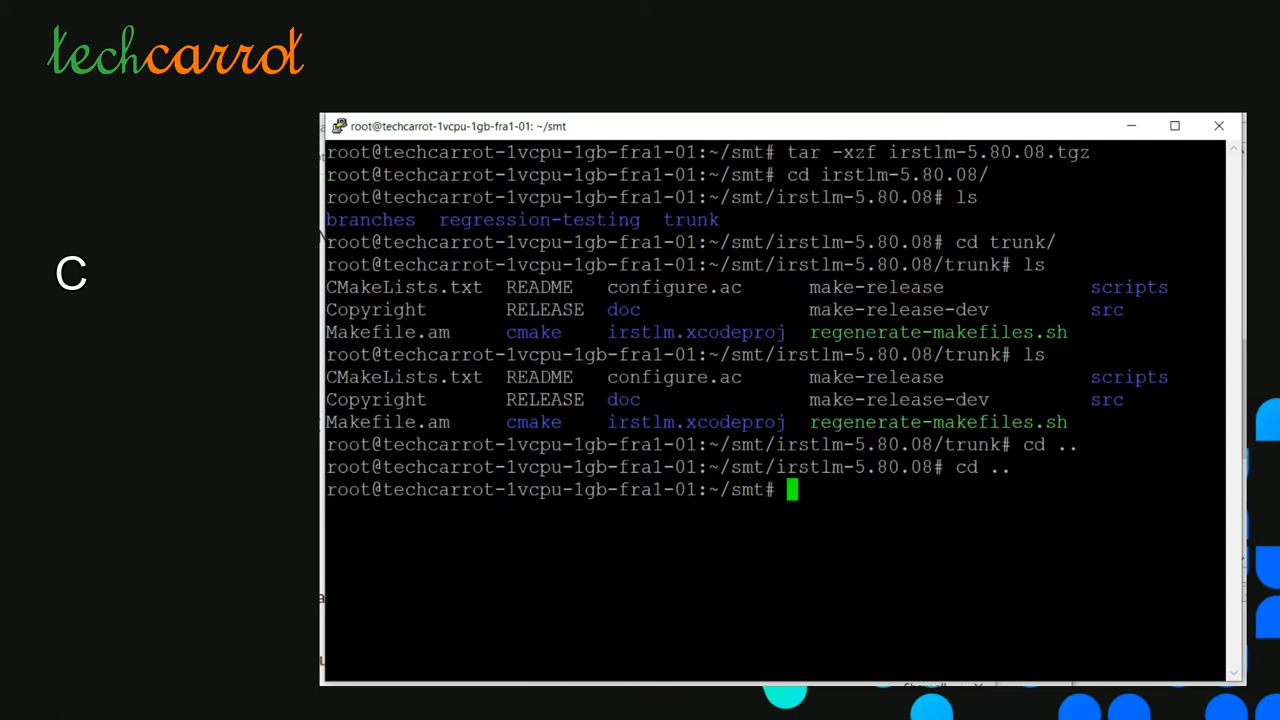 techcarrot
C
root@techcarrot-1vcpu-1gb-fra1-01: ~/smt
root@techcarrot-1vcpu-1gb-fra1-01:~/smt# tar -xzf irstlm-5.80.08.tgz
root@techcarrot-1vcpu-1gb-fra1-01:~/smt# cd irstlm-5.80.08/
root@techcarrot-1vcpu-1gb-fra1-01:~/smt/irstlm-5.80.08# ls
branches regression-testing trunk
root@techcarrot-1vcpu-1gb-fra1-01:~/smt/irstlm-5.80.08# cd trunk/
root@techcarrot-1vcpu-1gb-fra1-01:~/smt/irstlm-5.80.08/trunk# ls
CMakeLists.txt README configure.ac make-release scripts
Copyright RELEASE doc make-release-dev src
Makefile.am cmake irstlm.xcodeproj regenerate-makefiles.sh
root@techcarrot-1vcpu-1gb-fra1-01:~/smt/irstlm-5.80.08/trunk# ls
CMakeLists.txt README configure.ac make-release scripts
Copyright RELEASE doc make-release-dev src
Makefile.am cmake irstlm.xcodeproj regenerate-makefiles.sh
root@techcarrot-1vcpu-1gb-fra1-01:~/smt/irstlm-5.80.08/trunk# cd ..
root@techcarrot-1vcpu-1gb-fra1-01:~/smt/irstlm-5.80.08# cd ..
root@techcarrot-1vcpu-1gb-fra1-01:~/smt#